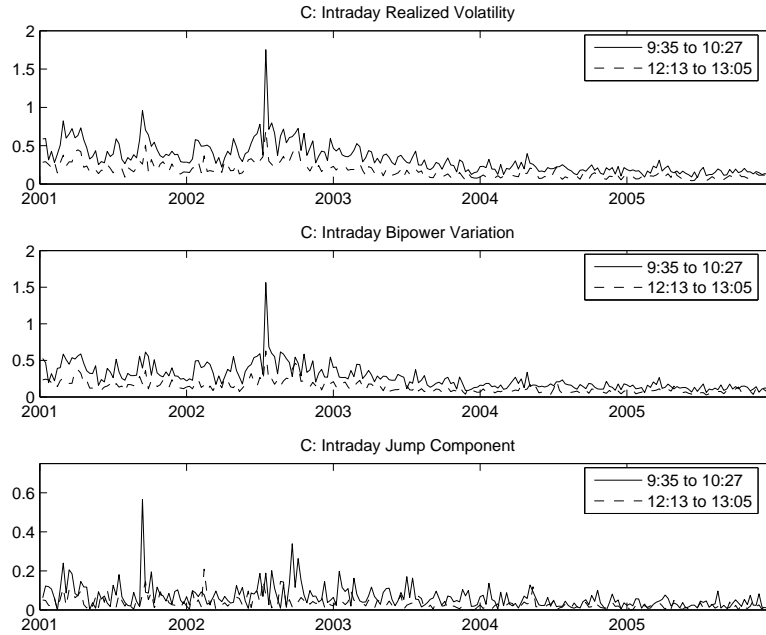 C: Intraday Realized Volatility
2
1.5
1
0.5
0
9:35 to 10:27
12:13 to 13:05
2001 2002 2003 2004 2005
C: Intraday Bipower Variation
2
1.5
1
0.5
0
9:35 to 10:27
12:13 to 13:05
2001 2002 2003 2004 2005
C: Intraday Jump Component
0.6
0.4
0.2
0
9:35 to 10:27
12:13 to 13:05
2001 2002 2003 2004 2005